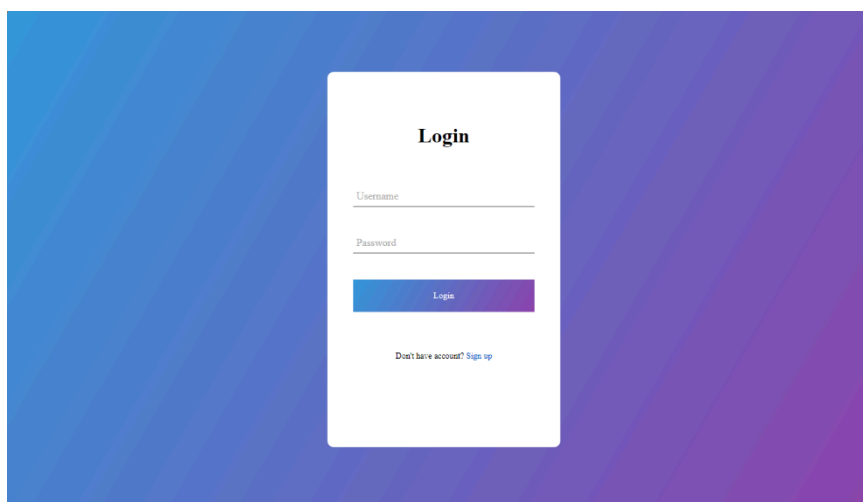 Login
Username
Password
Login
Don't have account? Sign up